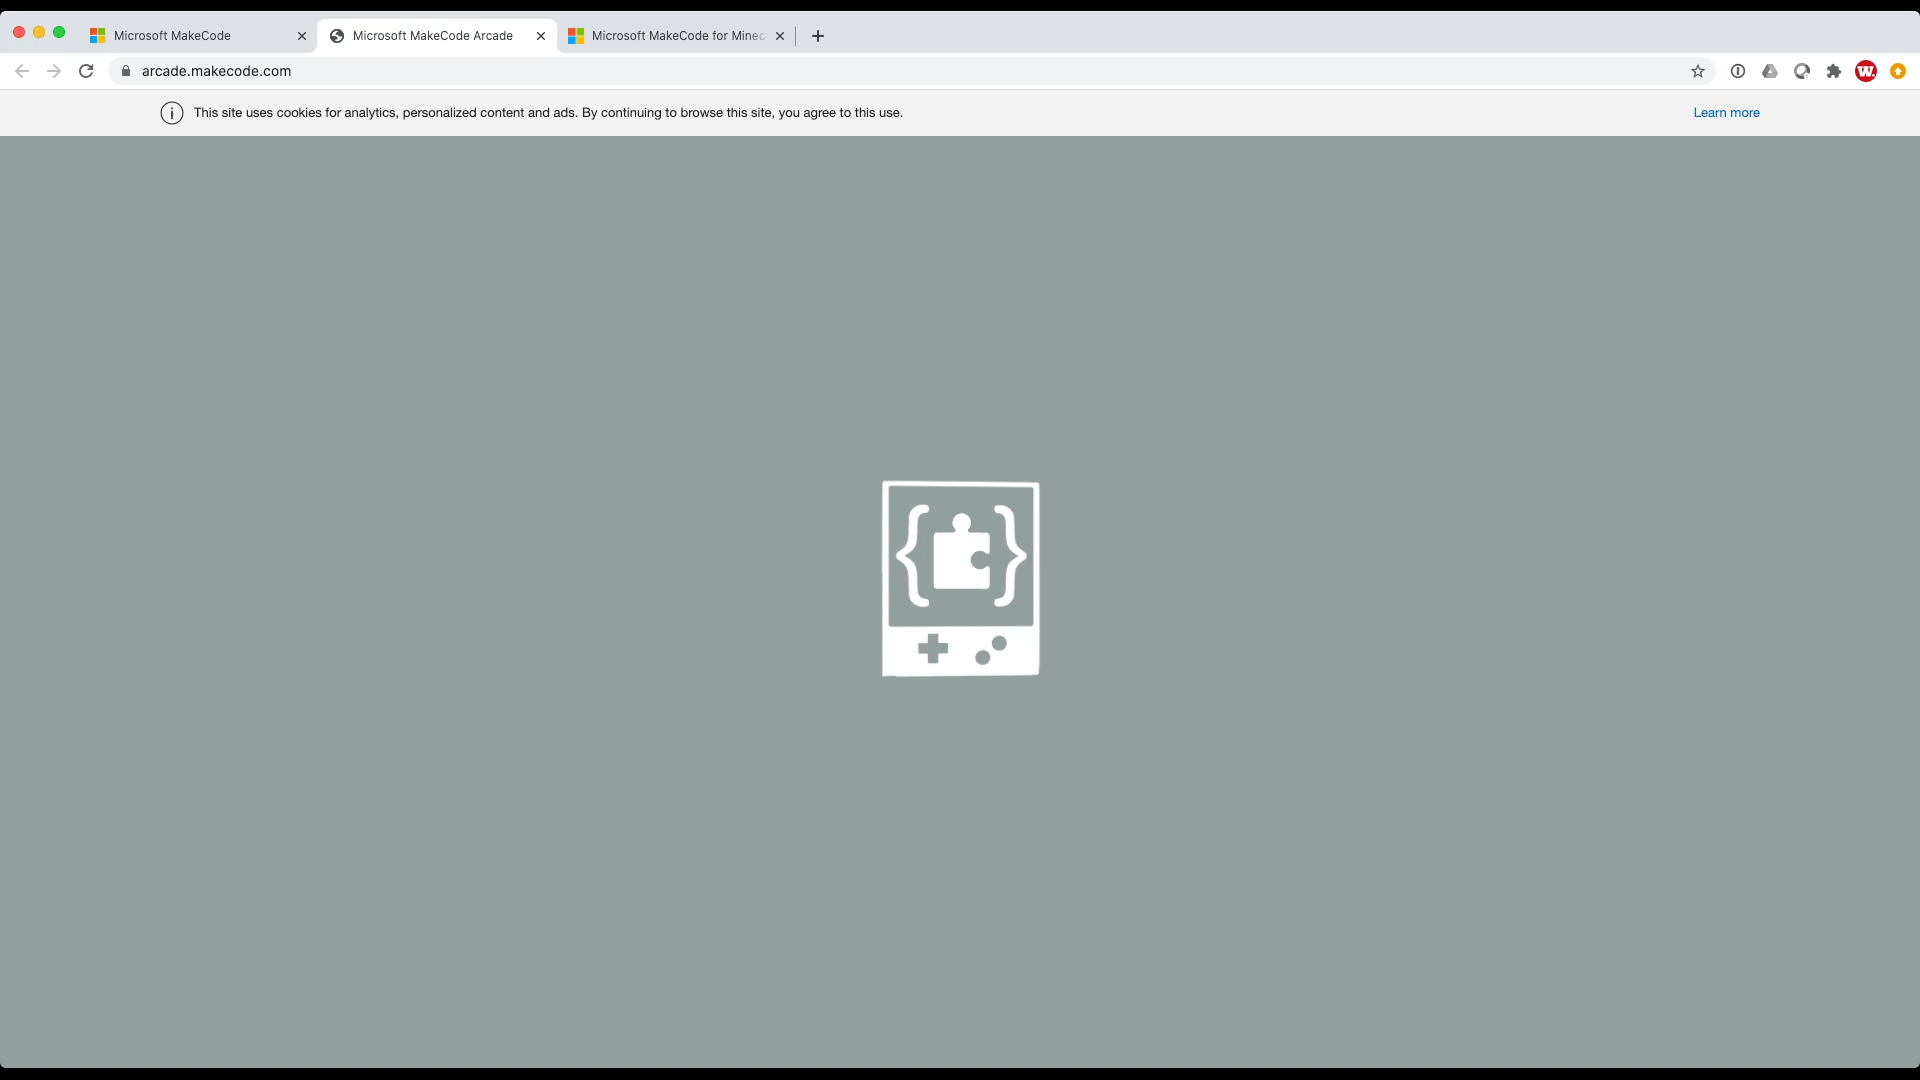 Microsoft MakeCode
Microsoft MakeCode Arcade
Microsoft MakeCode for Minec
arcade.makecode.com
W.
This site uses cookies for analytics, personalized content and ads. By continuing to browse this site, you agree to this use.
Learn more